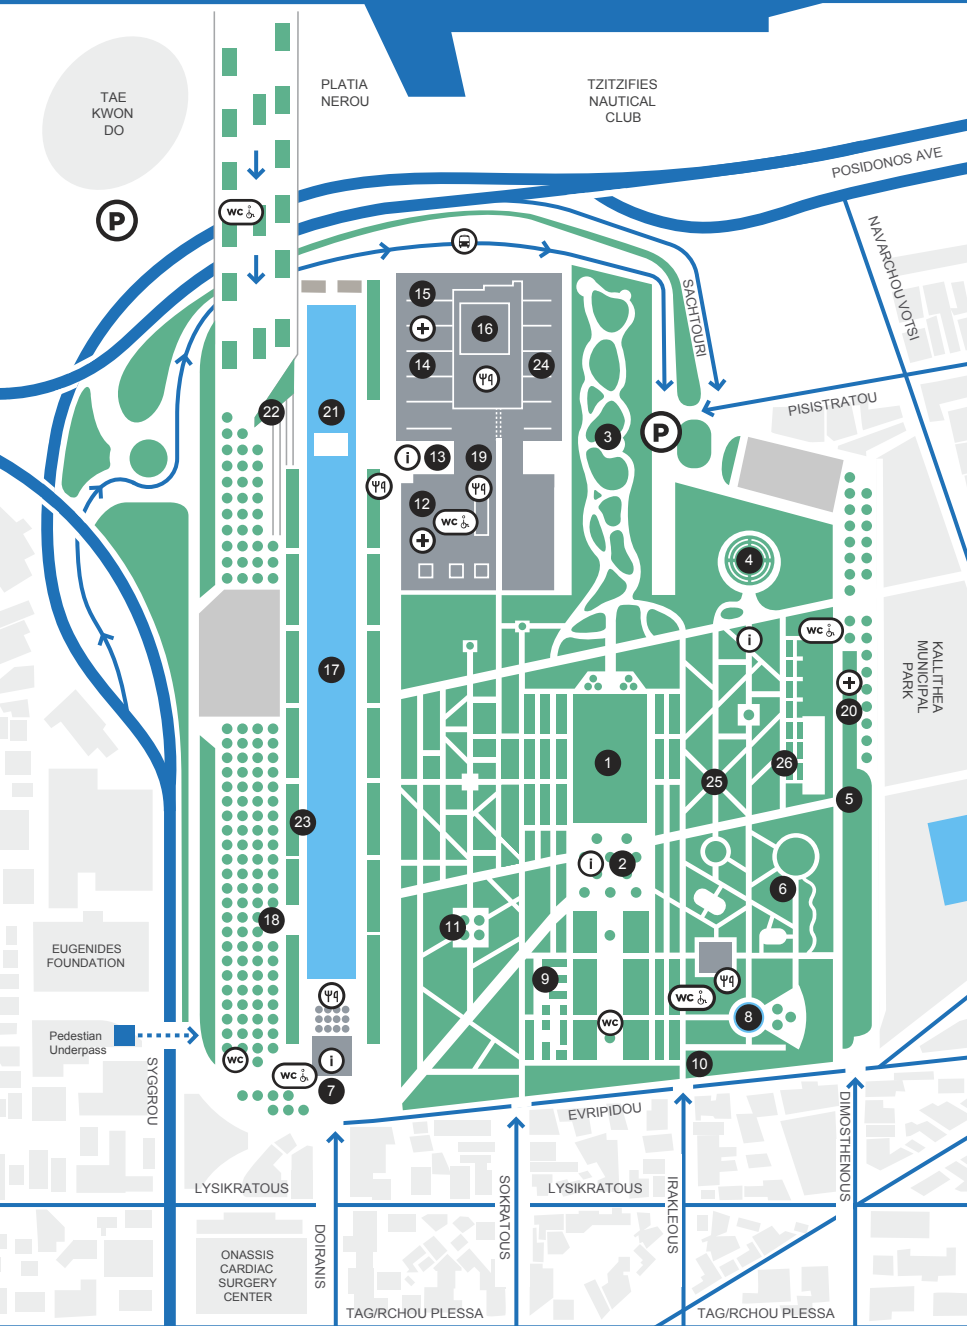 TAE
KWON
DO
PLATIA
NEROU
TZITZIFIES
NAUTICAL
CLUB
POSIDONOS AVE
P
WC
NAVARCHOU VOTSI
SACHTOURI
15
16
14
24
PISISTRATOU
22
21
3
P
i
13
19
12
WC
4
i
WC
KALLITHEA
MUNICIPAL
PARK
17
20
1
26
25
5
23
i
2
6
18
11
EUGENIDES
FOUNDATION
9
WC
8
WC
Pedestian
Underpass
WC
i
WC
7
10
SYGGROU
EVRIPIDOU
DIMOSTHENOUS
LYSIKRATOUS
SOKRATOUS
LYSIKRATOUS
IRAKLEOUS
DOIRANIS
ONASSIS
CARDIAC
SURGERY
CENTER
TAG/RCHOU PLESSA
TAG/RCHOU PLESSA